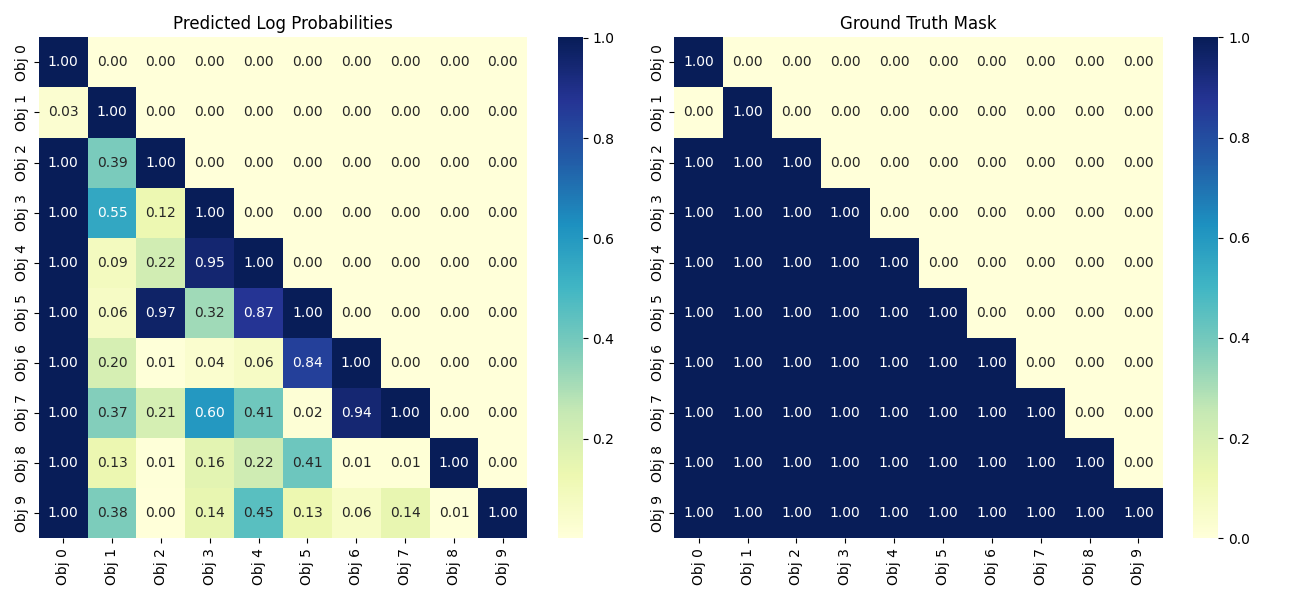 Predicted Log Probabilities
Obj 0 1.00 0.00 0.00 0.00 0.00 0.00 0.00 0.00 0.00 0.00
Obj 1 0.03 1.00 0.00 0.00 0.00 0.00 0.00 0.00 0.00 0.00
Obj 2 1.00 0.39 1.00 0.00 0.00 0.00 0.00 0.00 0.00 0.00
Obj 3 1.00 0.55 0.12 1.00 0.00 0.00 0.00 0.00 0.00 0.00
Obj 4 1.00 0.09 0.22 0.95 1.00 0.00 0.00 0.00 0.00 0.00
Obj 5 1.00 0.06 0.97 0.32 0.87 1.00 0.00 0.00 0.00 0.00
Obj 6 1.00 0.20 0.01 0.04 0.06 0.84 1.00 0.00 0.00 0.00
Obj 7 1.00 0.37 0.21 0.60 0.41 0.02 0.94 1.00 0.00 0.00
Obj 8 1.00 0.13 0.01 0.16 0.22 0.41 0.01 0.01 1.00 0.00
Obj 9 1.00 0.38 0.00 0.14 0.45 0.13 0.06 0.14 0.01 1.00
Obj 0 Obj 1 Obj 2 Obj 3 Obj 4 Obj 5 Obj 6 Obj 7 Obj 8 Obj 9
1.0
0.8
0.6
0.4
0.2
Ground Truth Mask
Obj 0 1.00 0.00 0.00 0.00 0.00 0.00 0.00 0.00 0.00 0.00
Obj 1 0.00 1.00 0.00 0.00 0.00 0.00 0.00 0.00 0.00 0.00
Obj 2 1.00 1.00 1.00 0.00 0.00 0.00 0.00 0.00 0.00 0.00
Obj 3 1.00 1.00 1.00 1.00 0.00 0.00 0.00 0.00 0.00 0.00
Obj 4 1.00 1.00 1.00 1.00 1.00 0.00 0.00 0.00 0.00 0.00
Obj 5 1.00 1.00 1.00 1.00 1.00 1.00 0.00 0.00 0.00 0.00
Obj 6 1.00 1.00 1.00 1.00 1.00 1.00 1.00 0.00 0.00 0.00
Obj 7 1.00 1.00 1.00 1.00 1.00 1.00 1.00 1.00 0.00 0.00
Obj 8 1.00 1.00 1.00 1.00 1.00 1.00 1.00 1.00 1.00 0.00
Obj 9 1.00 1.00 1.00 1.00 1.00 1.00 1.00 1.00 1.00 1.00
Obj 0 Obj 1 Obj 2 Obj 3 Obj 4 Obj 5 Obj 6 Obj 7 Obj 8 Obj 9
1.0
0.8
0.6
0.4
0.2
0.0